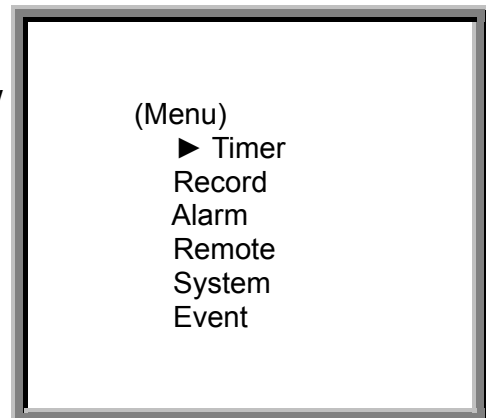 (Menu)
► Timer
Record
Alarm
Remote
System
Event